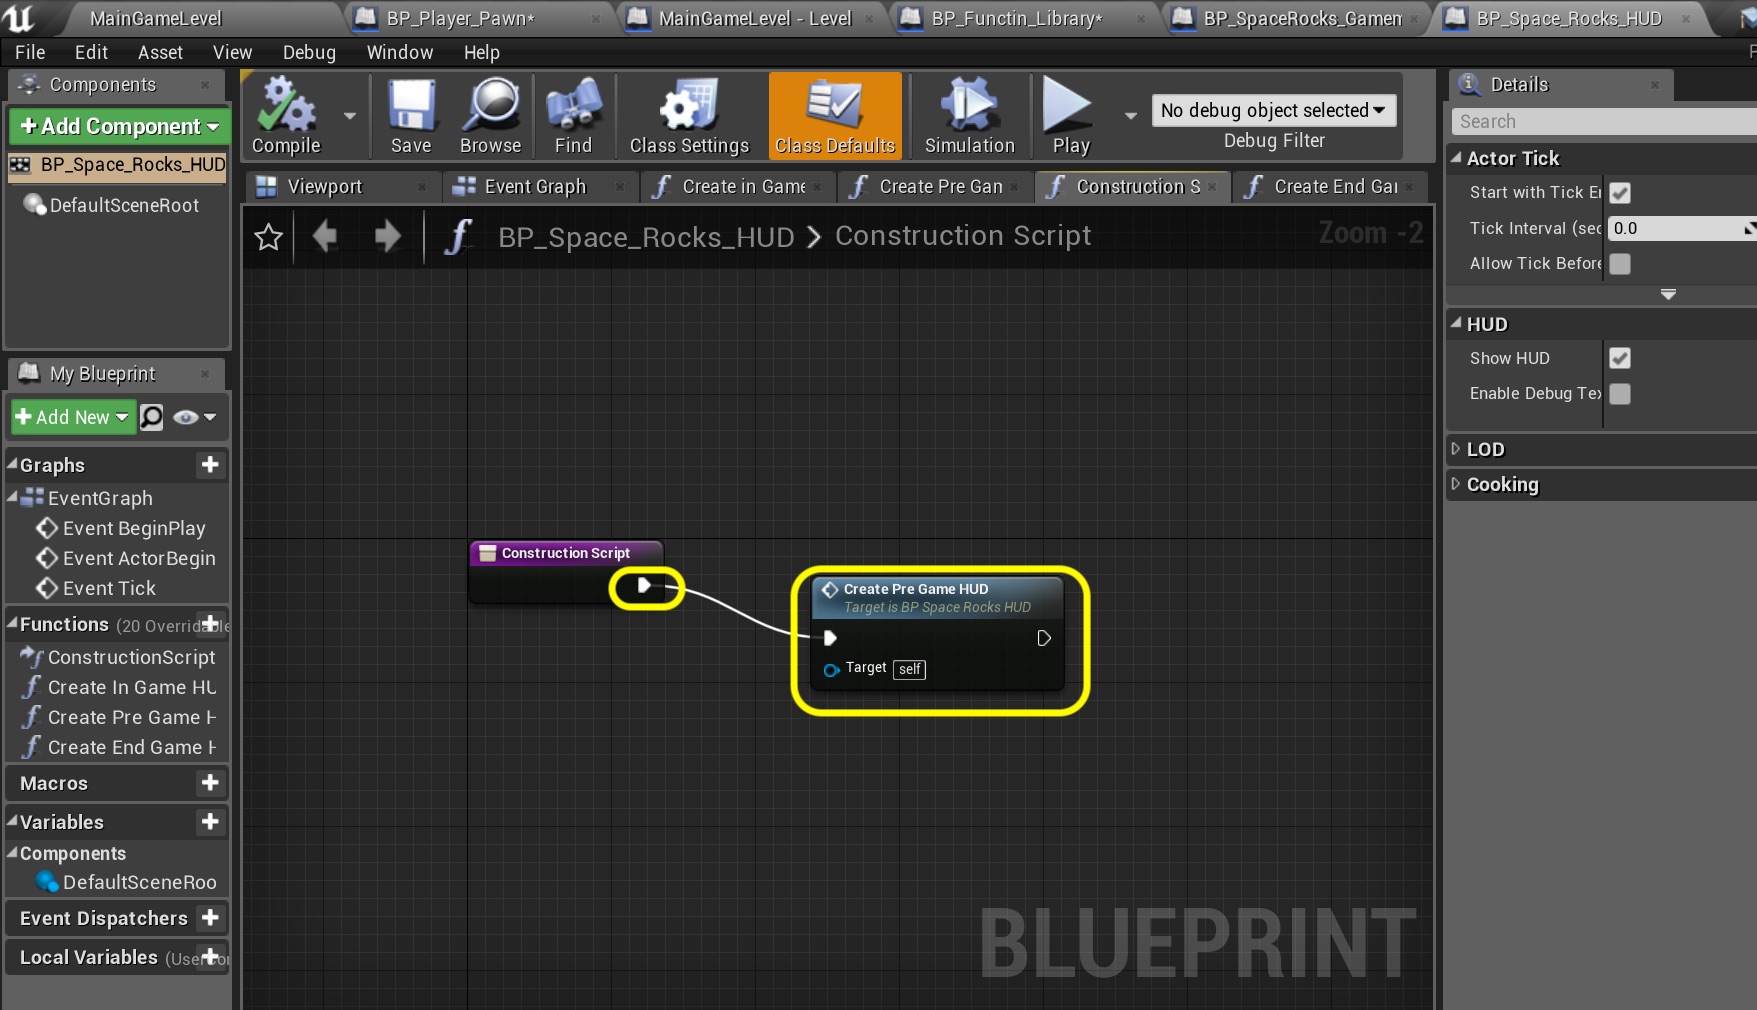 MainGameLevel
BP_Player_Pawn*
MainGameLevel - Level
BP_Functin_Library*
BP_SpaceRocks_Gamen
BP_Space_Rocks_HUD
File Edit Asset View Debug Window Help
Components
Add Component
BP_Space_Rocks_HUD
DefaultSceneRoot
Compile
Save
Browse
Find
Class Settings
Class Defaults
Simulation
Play
No debug object selected
Debug Filter
Viewport
Event Graph
Create in Game
Create Pre Gan
Construction S
Create End Gai
BP_Space_Rocks_HUD > Construction Script
Zoom -2
My Blueprint
Add New
Graphs
EventGraph
Event BeginPlay
Event ActorBegin
Event Tick
Functions (20 Overridable
ConstructionScript
Create In Game HU
Create Pre Game H
Create End Game H
Macros
Variables
Components
DefaultSceneRoo
Event Dispatchers
Local Variables
Construction Script
Create Pre Game HUD
Target is BP Space Rocks HUD
Target self
BLUEPRINT
Details
Search
Actor Tick
Start with Tick E
Tick Interval (sec 0.0
Allow Tick Before
HUD
Show HUD
Enable Debug Te
LOD
Cooking